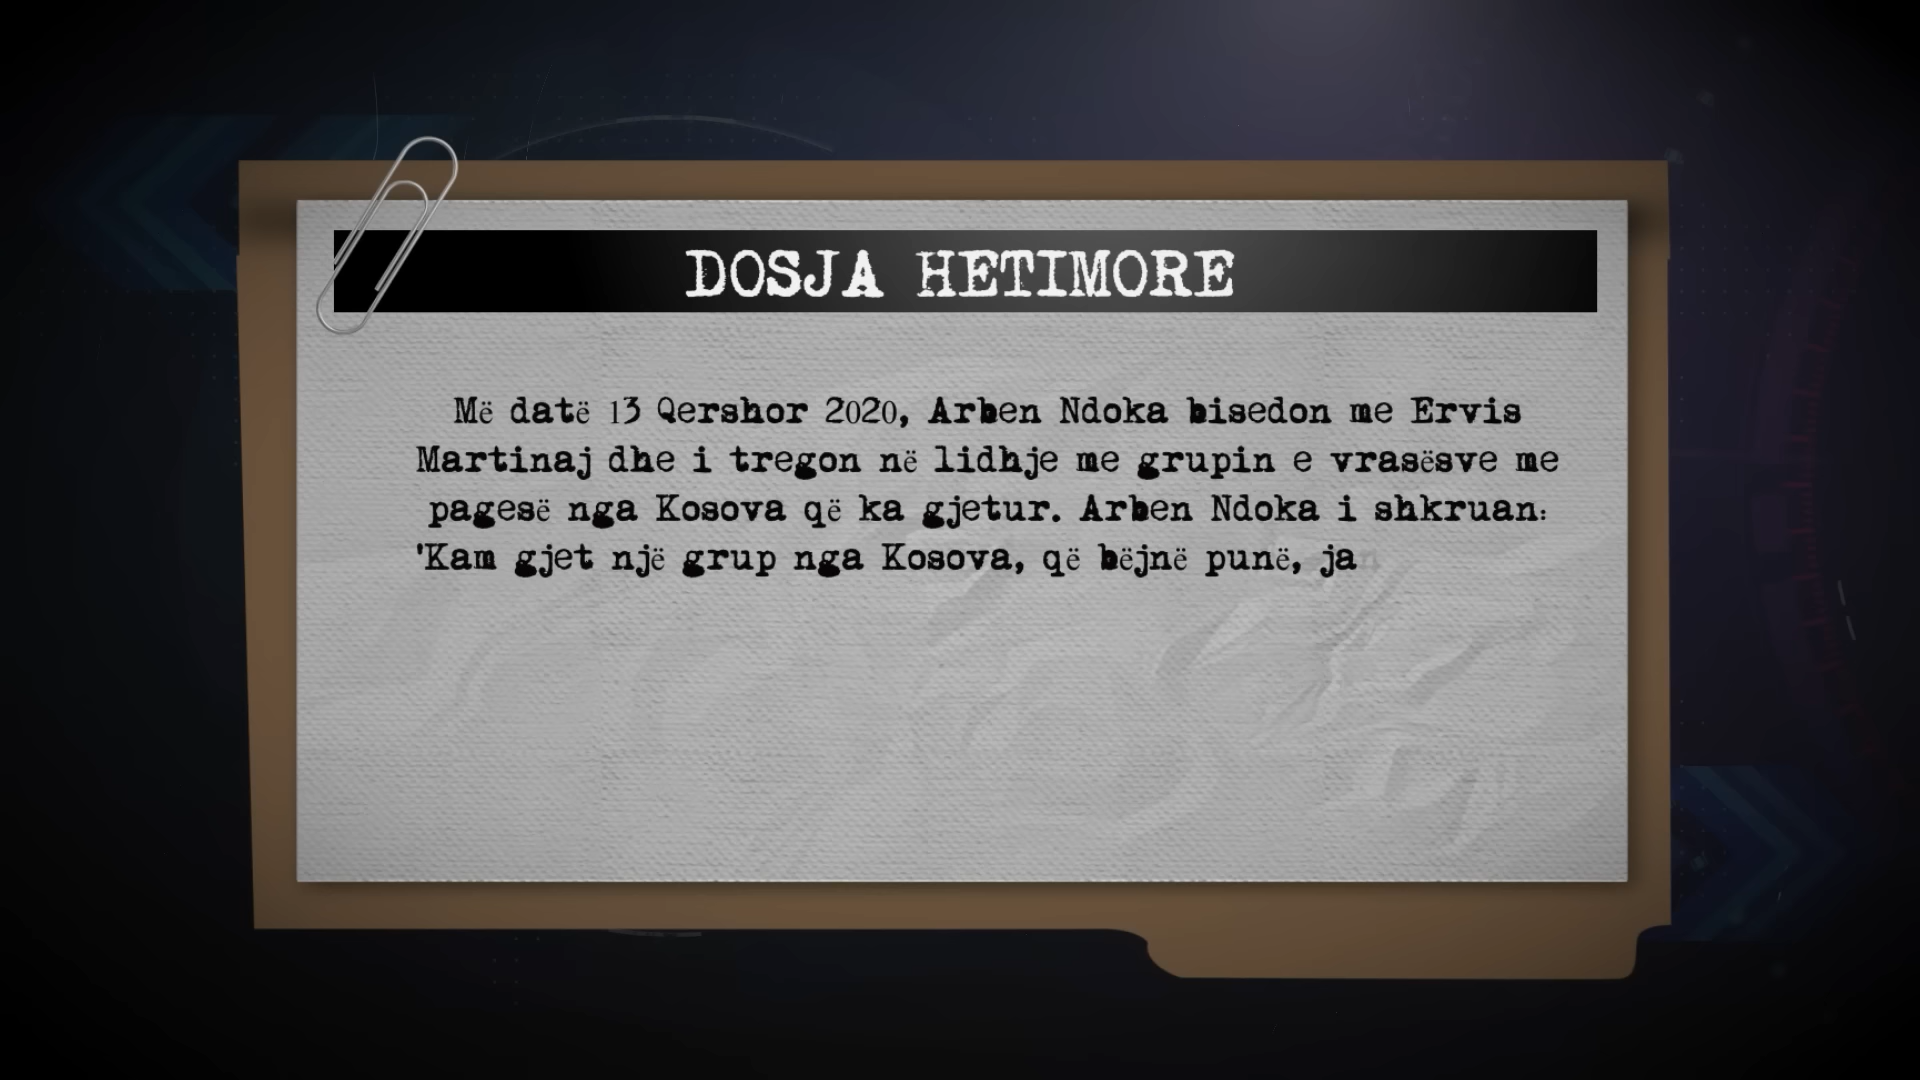 DOSJA HETIMORE
Më datë 13 Qershor 2020, Arben Ndoka bisedon me Ervis
Martinaj dhe i tregon në lidhje me grupin e vrasësve me
pagesë nga Kosova që ka gjetur. Arben Ndoka i shkruan:
'Kam gjet një grup nga Kosova, që bëjnë punë, jan